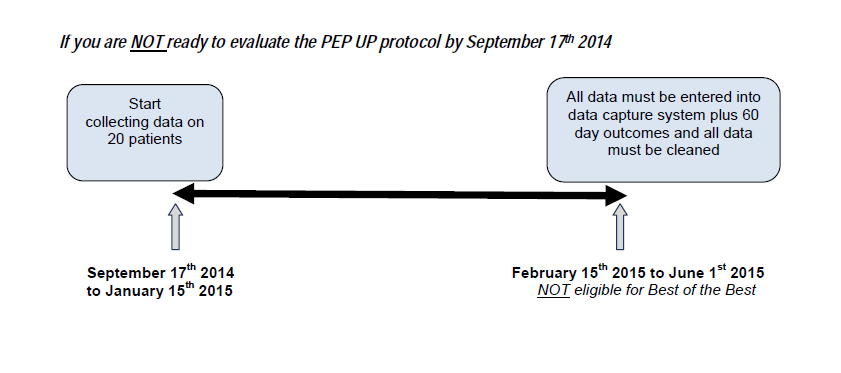 If you are NOT ready to evaluate the PEP UP protocol by September 17th 2014
Start
collecting data on
20 patients
All data must be entered into
data capture system plus 60
day outcomes and all data
must be cleaned
September 17th 2014
to January 15th 2015
February 15th 2015 to June 1st 2015
NOT eligible for Best of the Best